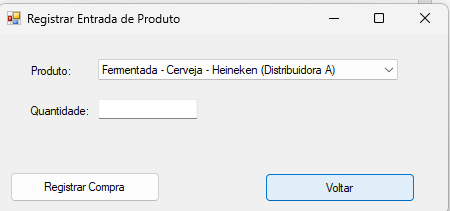 Registrar Entrada de Produto
Produto: Fermentada - Cerveja - Heineken (Distribuidora A)
Quantidade:
Registrar Compra Voltar